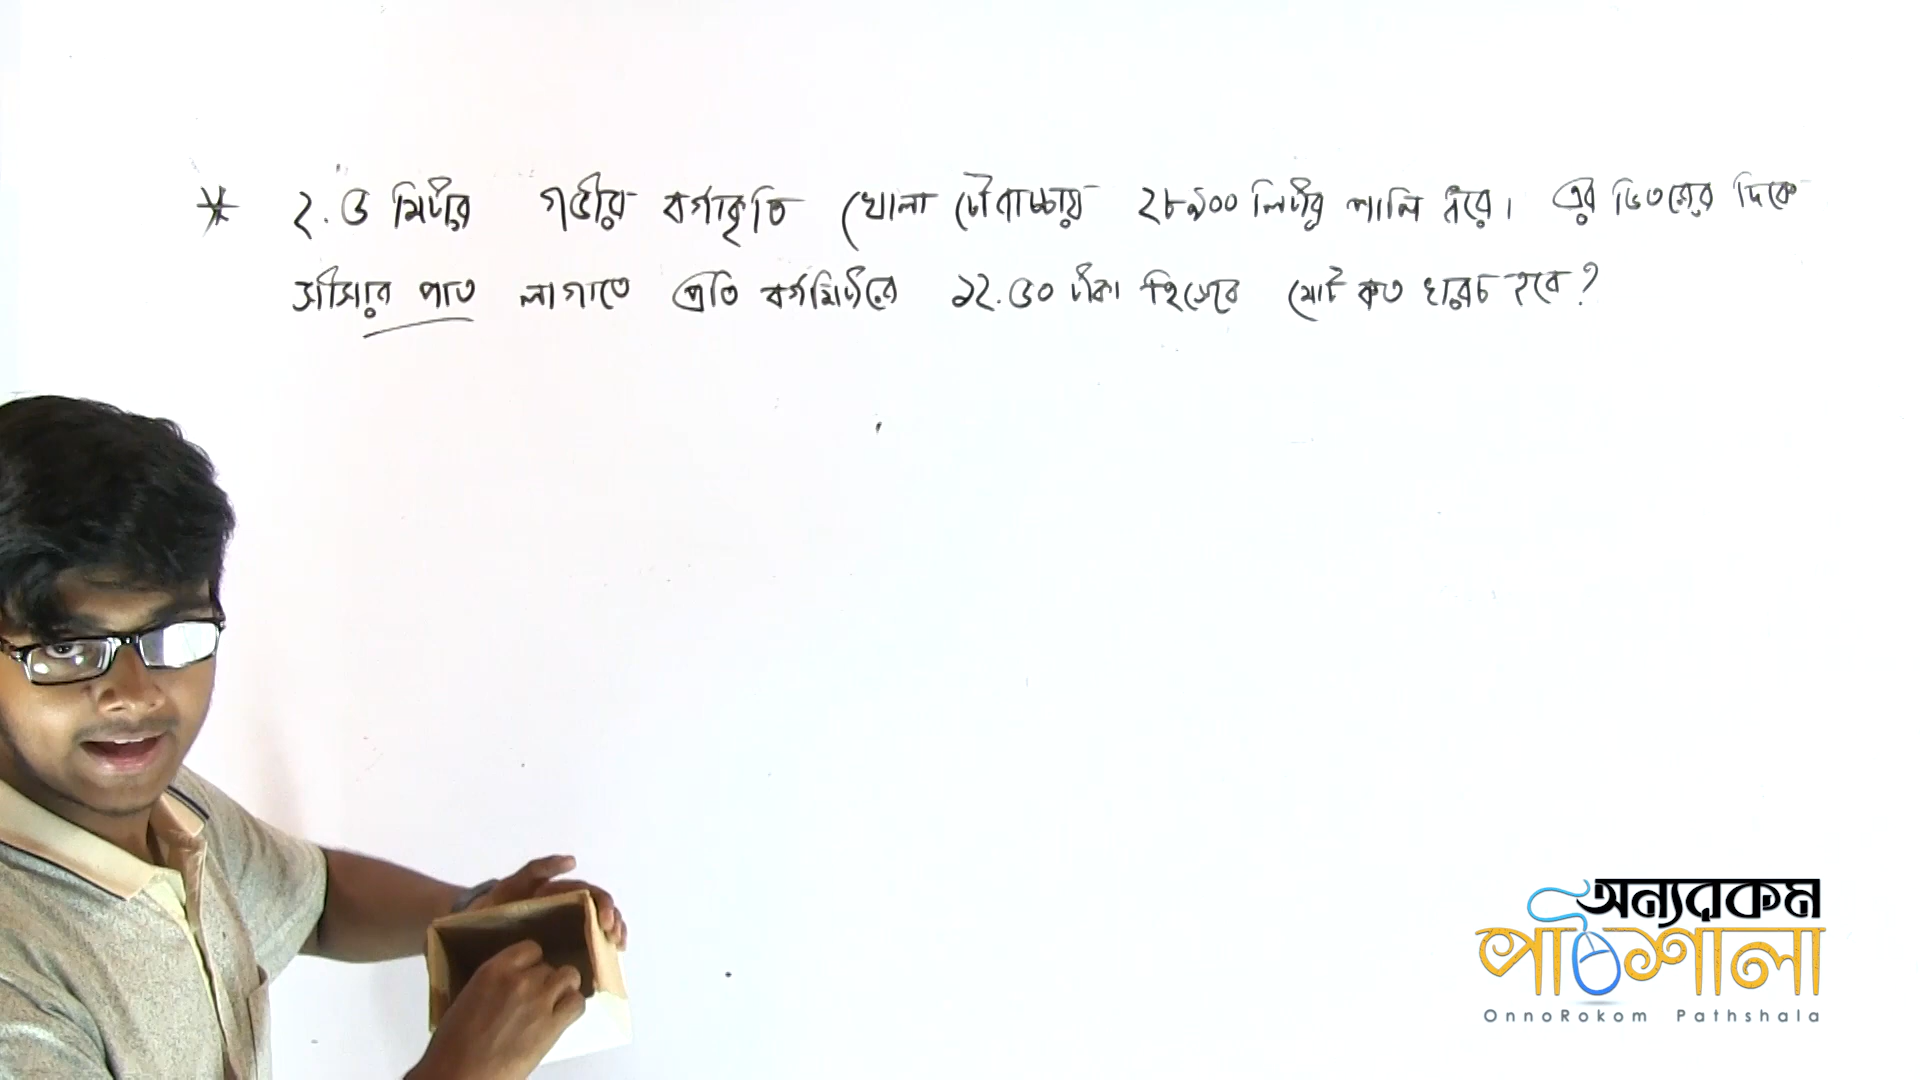 * ২.৫ মিটার গভীর বর্গাকৃতি খোলা চৌবাচ্চায় ২৮৯০০ লিটার পানি ধরে। এর ভিতরের দিকে
সীসার পাত লাগাতে প্রতি বর্গমিটারে ১২.৫০ টাকা হিসেবে মোট কত খরচ হবে?
অন্যরকম
পাঠশালা
OnnoRokom Pathshala